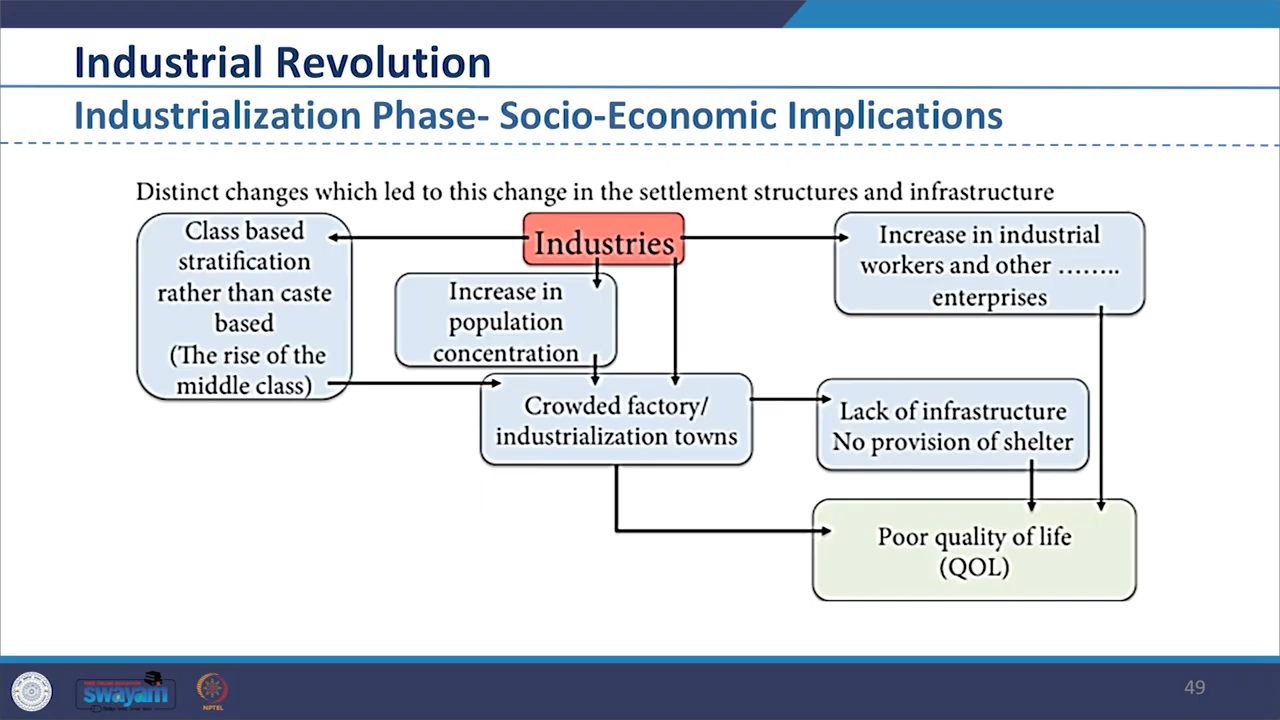 Industrial Revolution
Industrialization Phase- Socio-Economic Implications
Distinct changes which led to this change in the settlement structures and infrastructure
Class based
stratification
rather than caste
based
(The rise of the
middle class)
Industries
Increase in industrial
workers and other ........
enterprises
Increase in
population
concentration
Crowded factory/
industrialization towns
Lack of infrastructure
No provision of shelter
Poor quality of life
(QOL)
swayam
NPTEL
49